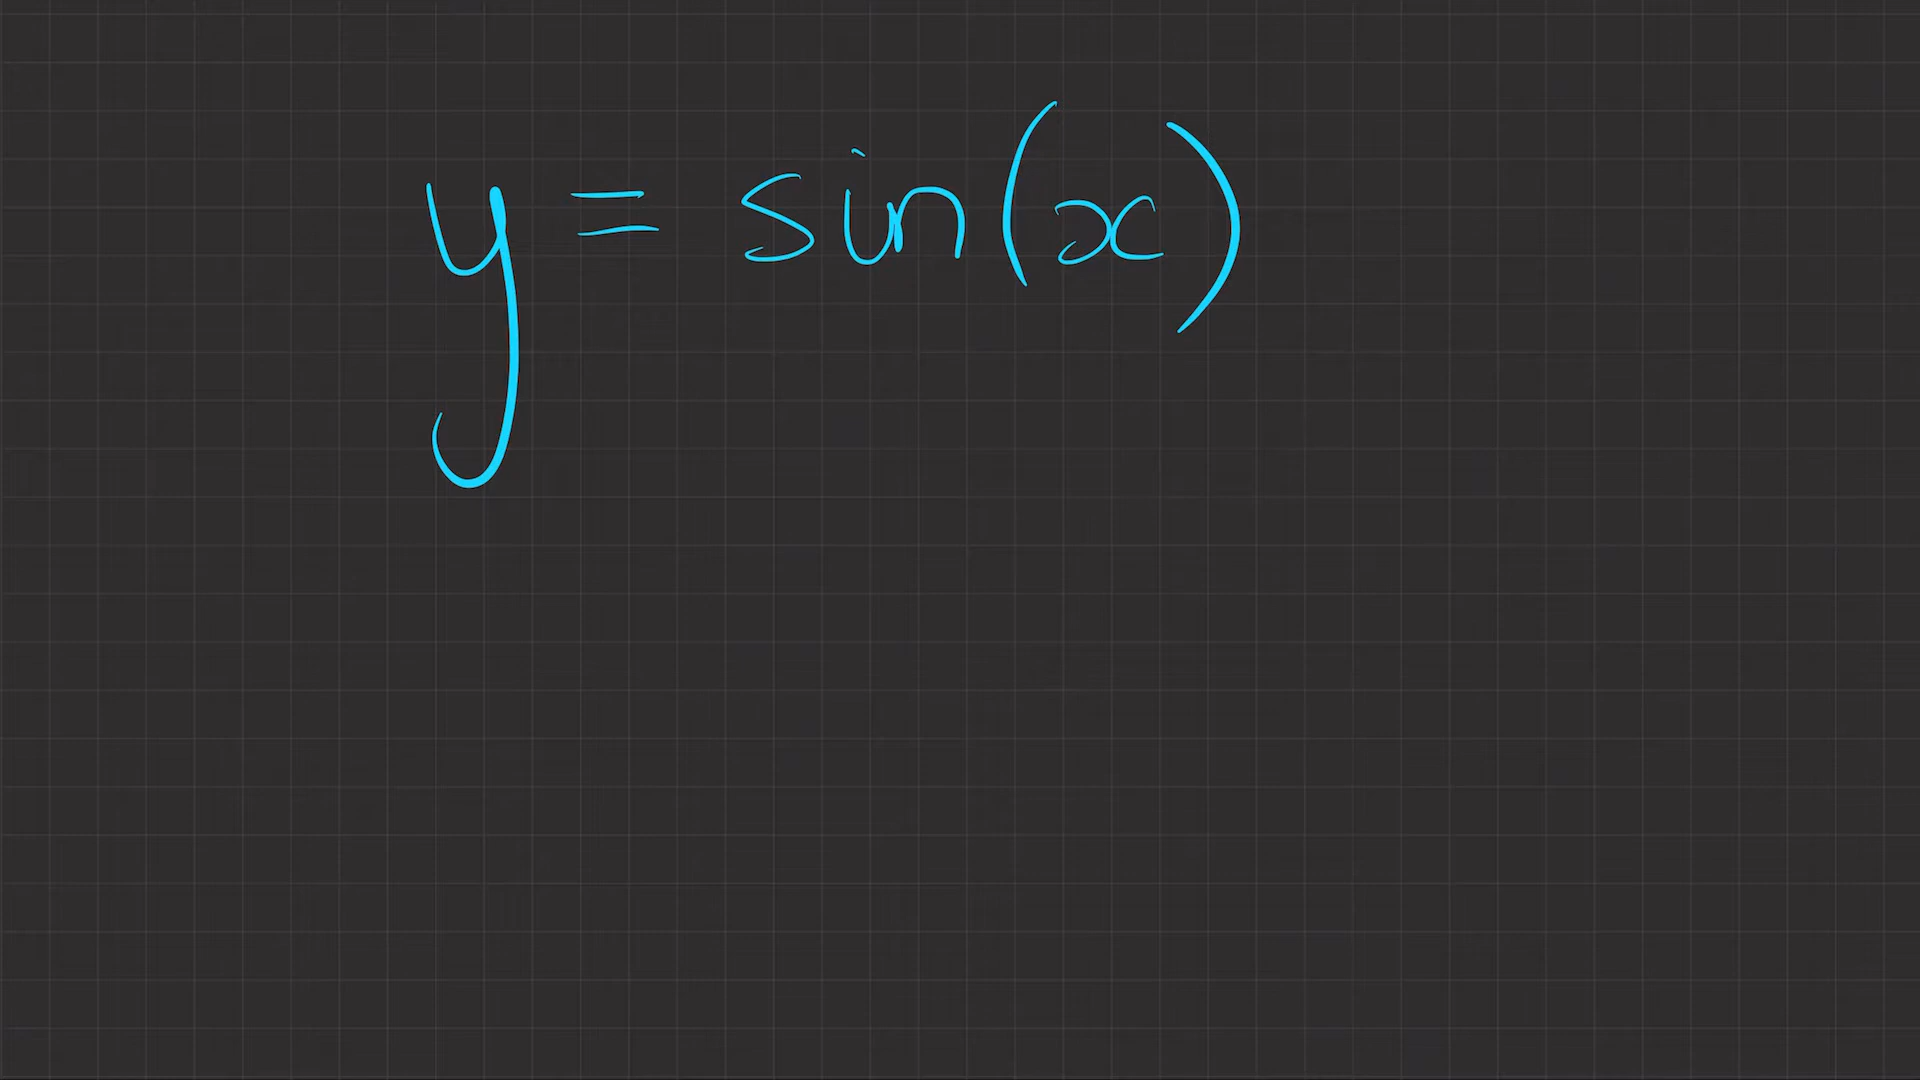 y = sin(x)